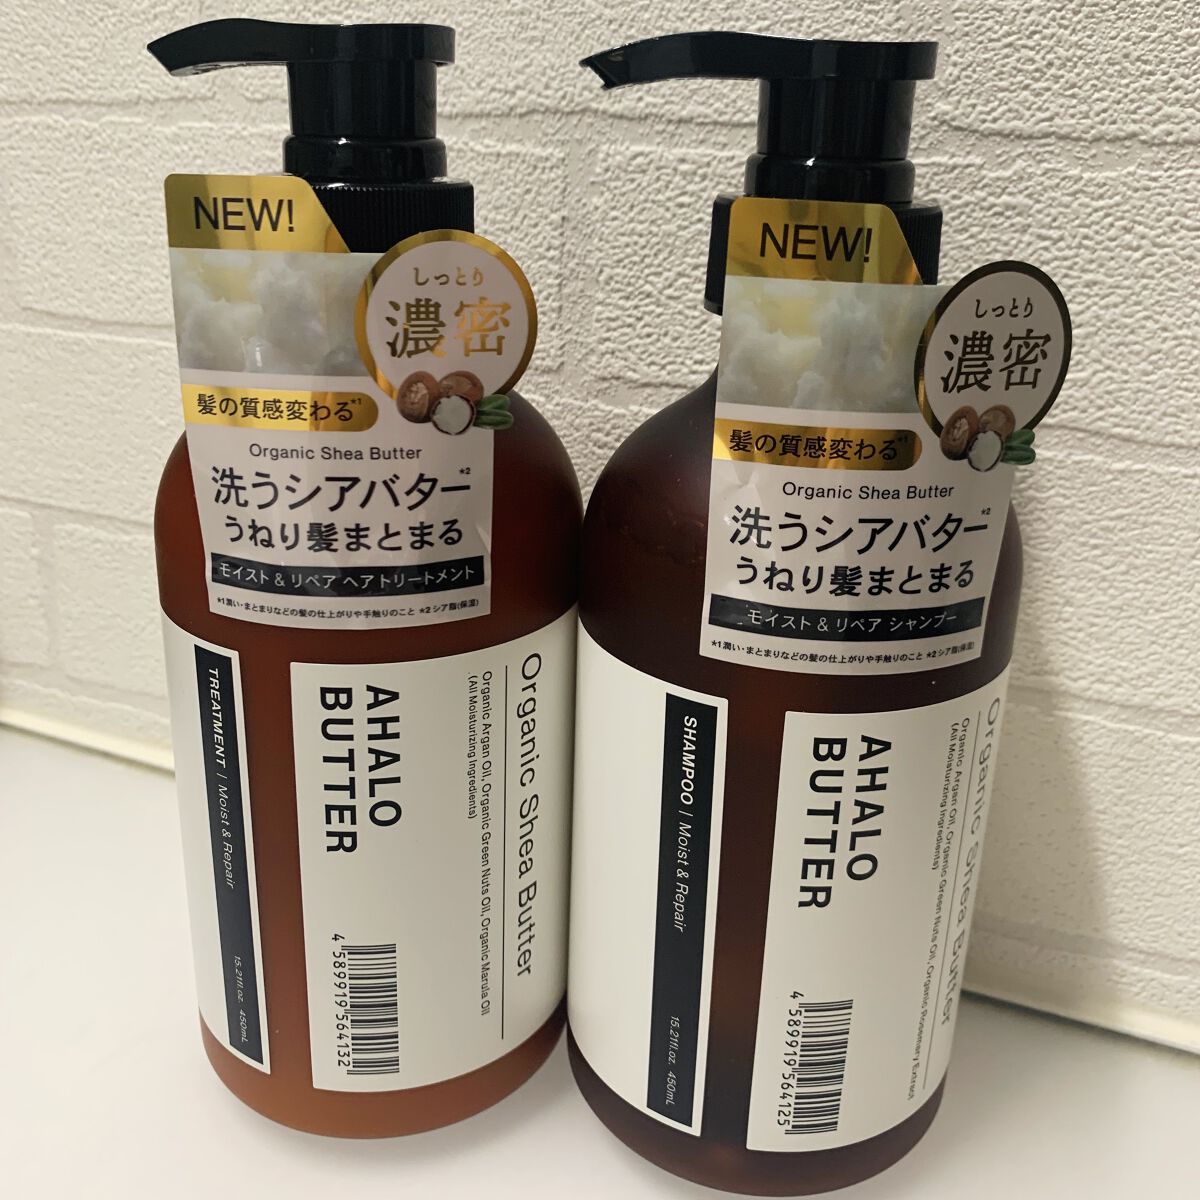 NEW!
しっとり
濃密
髪の質感変わる*1
Organic Shea Butter
洗うシアバター*2
うねり髪まとまる
モイスト & リペア ヘアトリートメント
*1潤い・まとまりなどの髪の仕上がりや手触りのこと *2 シア脂(保湿)
Organic Shea Butter
Organic Argan Oil, Organic Green Nuts Oil, Organic Marula Oil
(All Moisturizing Ingredients)
AHALO
BUTTER
TREATMENT | Moist & Repair
15.21fl.oz. 450mL
4 589919 564132
NEW!
しっとり
濃密
髪の質感変わる*1
Organic Shea Butter
洗うシアバター*2
うねり髪まとまる
モイスト & リペア シャンプー
*1潤い・まとまりなどの髪の仕上がりや手触りのこと *2 シア脂(保湿)
Organic Shea Butter
Organic Argan Oil, Organic Green Nuts Oil, Organic Rosemary Extract
(All Moisturizing Ingredients)
AHALO
BUTTER
SHAMPOO | Moist & Repair
15.21fl.oz. 450mL
4 589919 564125